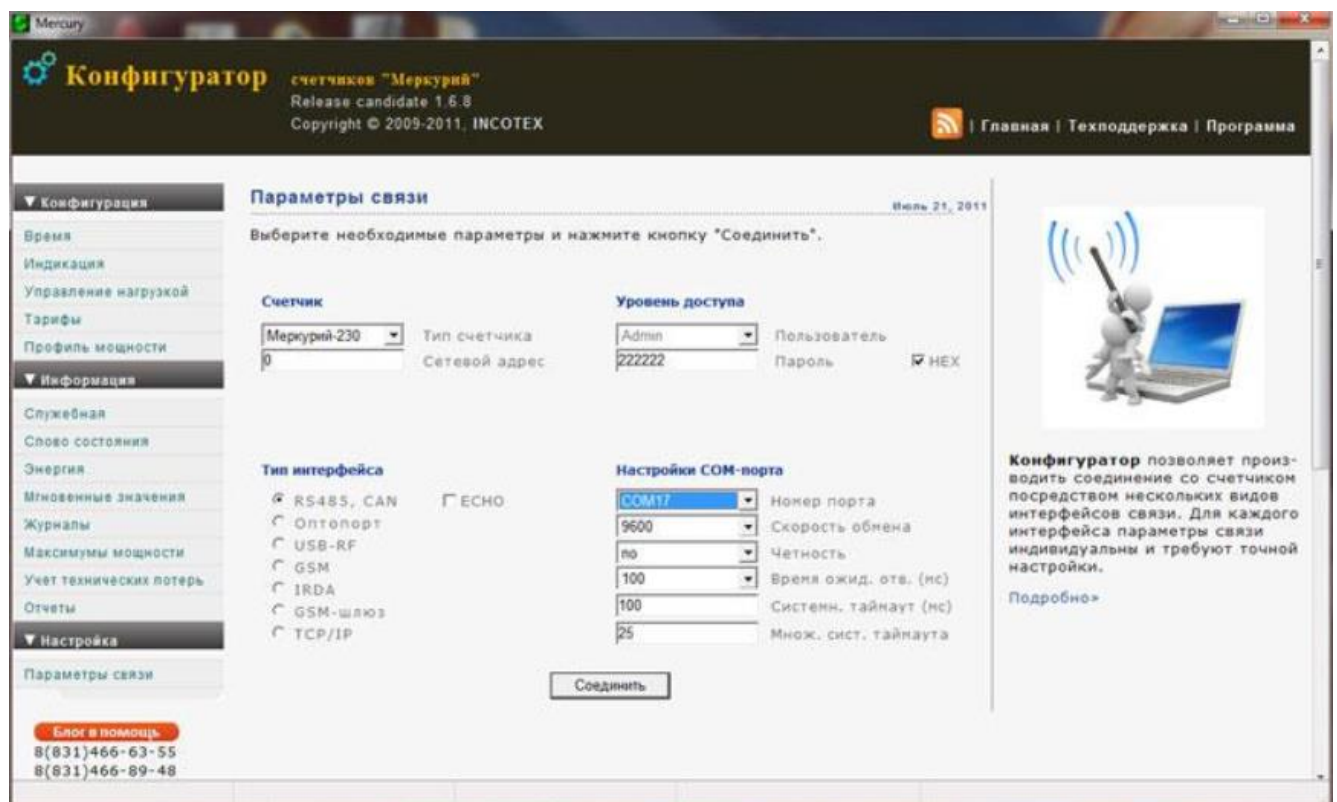 Mercury
Конфигуратор счетчиков "Меркурий"
Release candidate 1.6.8
Copyright © 2009-2011, INCOTEX
| Главная | Техподдержка | Программа
▼ Конфигурация
Время
Индикация
Управление нагрузкой
Тарифы
Профиль мощности
▼ Информация
Служебная
Слово состояния
Энергия
Мгновенные значения
Журналы
Максимумы мощности
Учет технических потерь
Отчеты
▼ Настройка
Параметры связи
Блог в помощь
8(831)466-63-55
8(831)466-89-48
Параметры связи
Июль 21, 2011
Выберите необходимые параметры и нажмите кнопку "Соединить".
Счетчик
Меркурий-230 Тип счетчика
0 Сетевой адрес
Уровень доступа
Admin Пользователь
222222 Пароль HEX
Тип интерфейса
RS485, CAN ECHO
Оптопорт
USB-RF
GSM
IRDA
GSM-шлюз
TCP/IP
Настройки COM-порта
COM17 Номер порта
9600 Скорость обмена
no Четность
100 Время ожид. отв. (мс)
100 Системн. таймаут (мс)
25 Множ. сист. таймаута
Соединить
Конфигуратор позволяет произ-
водить соединение со счетчиком
посредством нескольких видов
интерфейсов связи. Для каждого
интерфейса параметры связи
индивидуальны и требуют точной
настройки.
Подробно»